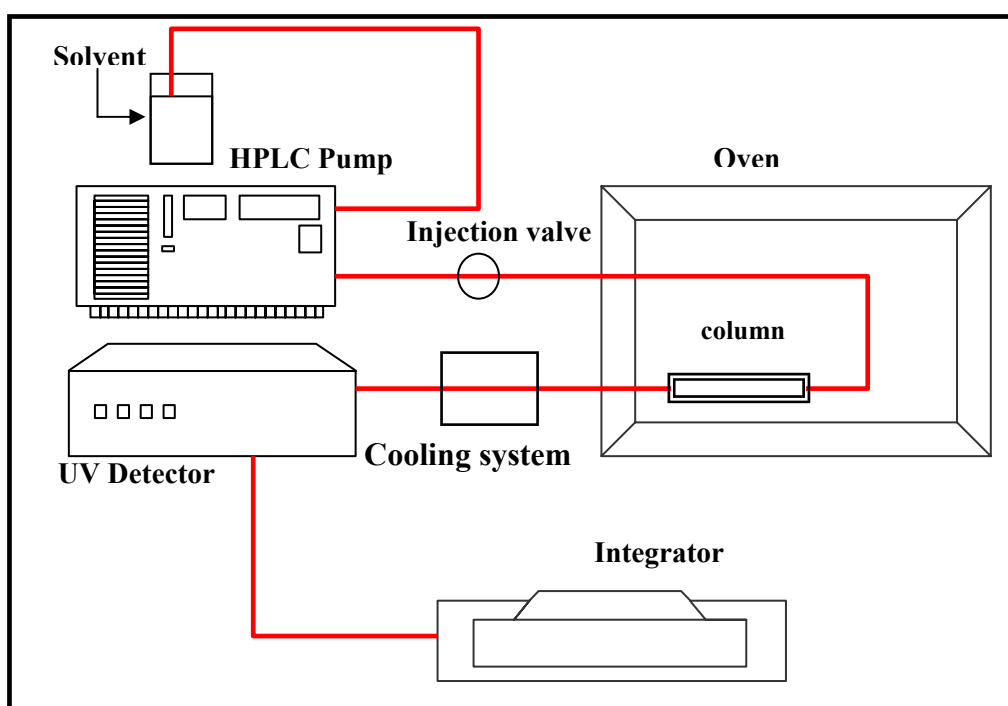 Solvent
HPLC Pump
Oven
Injection valve
column
Cooling system
UV Detector
Integrator